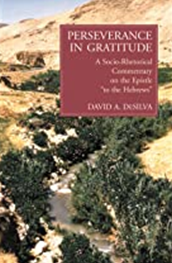 PERSEVERANCE
IN GRATITUDE
A Socio-Rhetorical
Commentary
on the Epistle
"to the Hebrews"
DAVID A. DESILVA